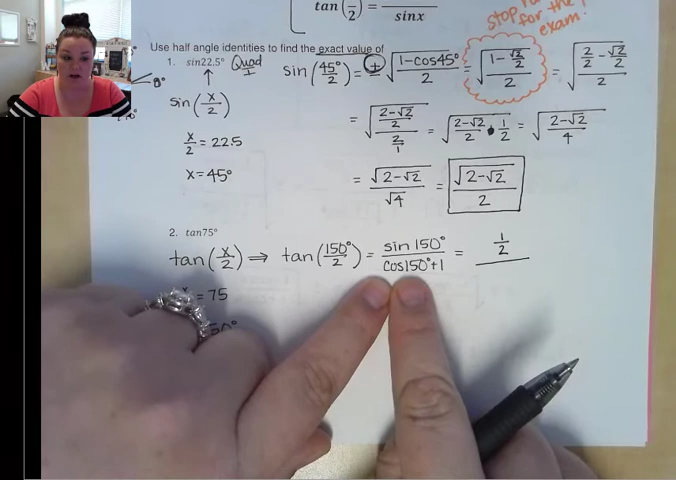 tan(x/2) = ——— / sinx
stop
for the
exam.
Use half angle identities to find the exact value of
1. sin22.5° Quad I
sin(45°/2) = ± √((1-cos45°)/2) = √((1-√2/2)/2) = √((2/2-√2/2)/2)
sin(x/2)
= √(((2-√2)/2)/(2/1)) = √((2-√2)/2 • 1/2) = √((2-√2)/4)
x/2 = 22.5
x = 45°
= √(2-√2)/√4 = √(2-√2)/2
2. tan75°
tan(x/2) ⇒ tan(150°/2) = sin150°/(cos150°+1) = 1/2
= 75
50°